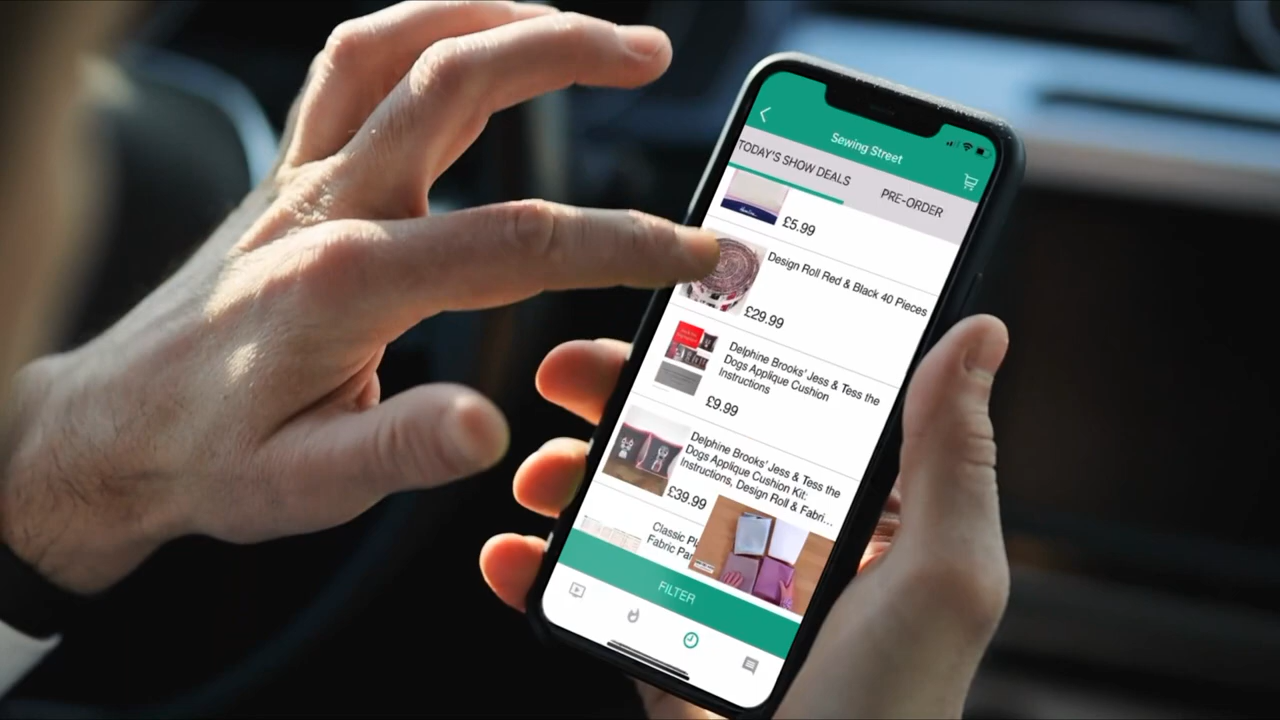 Sewing Street
TODAY'S SHOW DEALS
PRE-ORDER
£5.99
Design Roll Red & Black 40 Pieces
£29.99
Delphine Brooks' Jess & Tess the
Dogs Applique Cushion
Instructions
£9.99
Delphine Brooks' Jess & Tess the
Dogs Applique Cushion Kit:
Instructions, Design Roll & Fabri...
£39.99
Classic Pl
Fabric Pa
FILTER